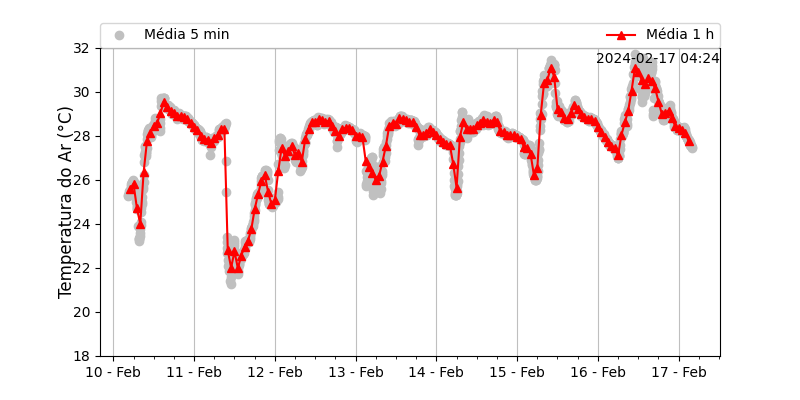 Média 5 min
Média 1 h
2024-02-17 04:24
Temperatura do Ar (°C)
32
30
28
26
24
22
20
18
10 - Feb
11 - Feb
12 - Feb
13 - Feb
14 - Feb
15 - Feb
16 - Feb
17 - Feb